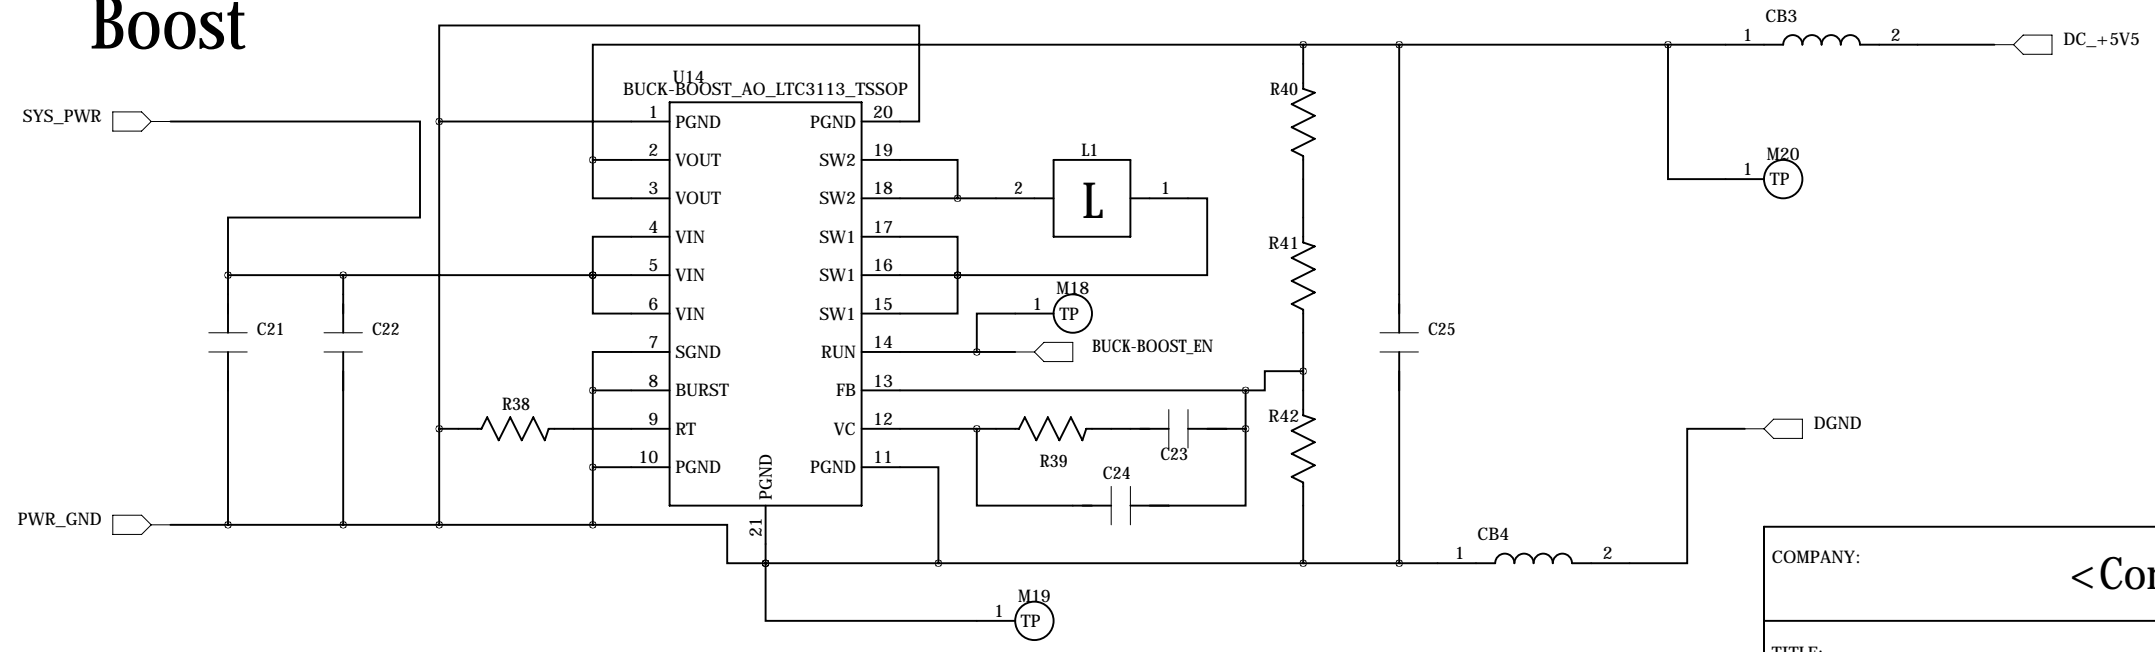 Boost
CB3
1 2 DC_+5V5
U14
BUCK-BOOST_AO_LTC3113_TSSOP
R40
SYS_PWR
1 PGND PGND 20
2 VOUT SW2 19
L1
M20
1 TP
3 VOUT SW2 18
2 L 1
4 VIN SW1 17
R41
5 VIN SW1 16
M18
1 TP
6 VIN SW1 15
C21
C22
C25
7 SGND RUN 14
BUCK-BOOST_EN
8 BURST FB 13
R38
9 RT VC 12
R42
DGND
R39
C23
10 PGND PGND 11
PGND
C24
21
PWR_GND
CB4
1 2
COMPANY:
M19
1 TP